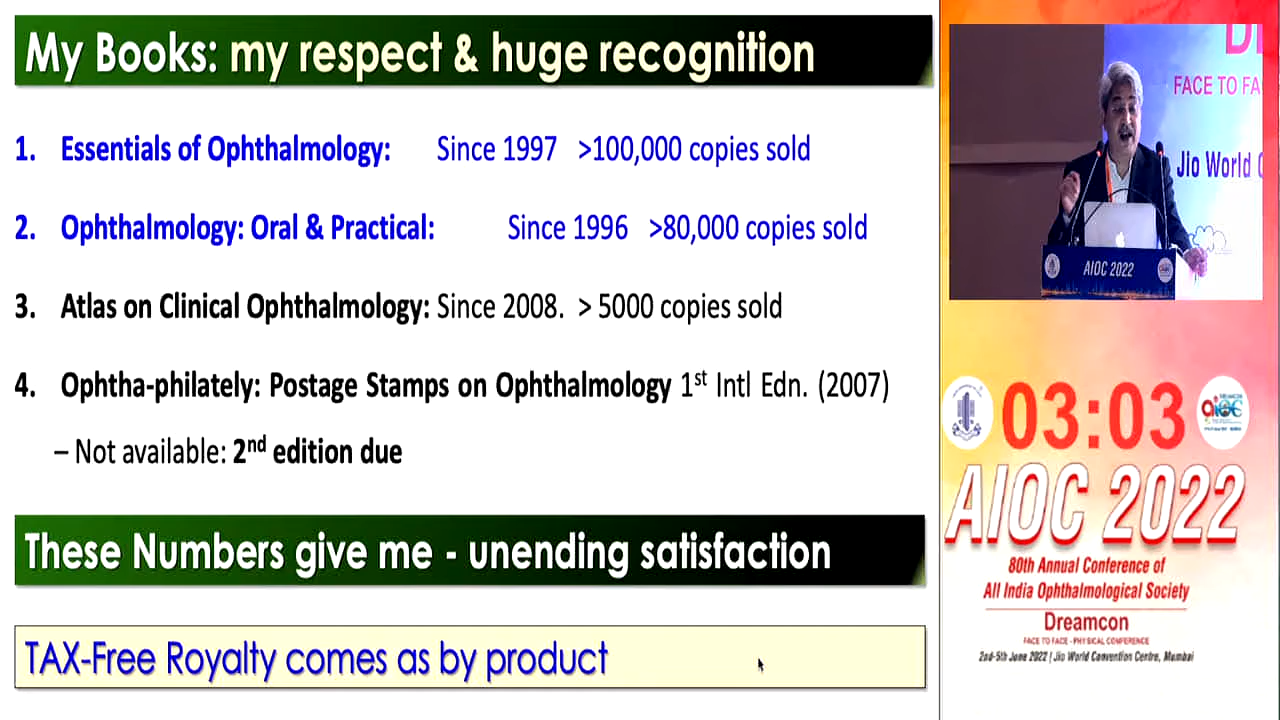 My Books: my respect & huge recognition
1. Essentials of Ophthalmology: Since 1997 >100,000 copies sold
2. Ophthalmology: Oral & Practical: Since 1996 >80,000 copies sold
3. Atlas on Clinical Ophthalmology: Since 2008. > 5000 copies sold
4. Ophtha-philately: Postage Stamps on Ophthalmology 1st Intl Edn. (2007)
– Not available: 2nd edition due
These Numbers give me - unending satisfaction
TAX-Free Royalty comes as by product
FACE TO FA
Jio World C
AIOC 2022
03:03
aioc
AIOC 2022
80th Annual Conference of
All India Ophthalmological Society
Dreamcon
FACE TO FACE - PHYSICAL CONFERENCE
2nd-5th June 2022 | Jio World Convention Centre, Mumbai